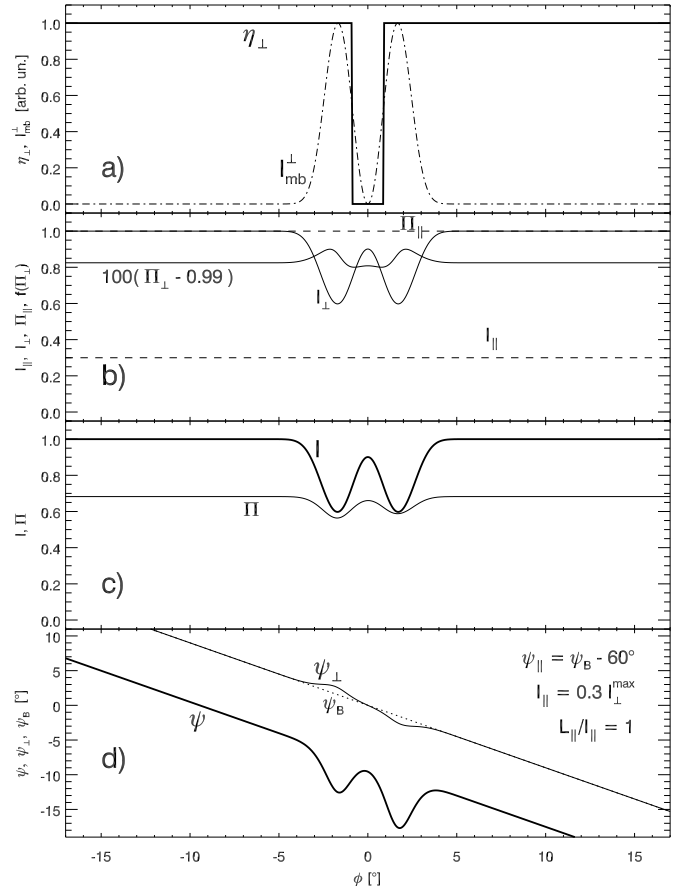 1.0
0.8
0.6
0.4
0.2
0.0
η⊥, I⊥mb [arb. un.]
η⊥
I⊥mb
a)
1.0
0.8
0.6
0.4
0.2
0.0
I∥, I⊥, Π∥, f(Π⊥)
Π∥
100( Π⊥ - 0.99 )
I⊥
I∥
b)
1.0
0.8
0.6
0.4
0.2
0.0
I, Π
I
Π
c)
10
5
0
-5
-10
-15
ψ, ψ⊥, ψB [°]
ψ⊥
ψB
ψ
ψ∥ = ψB - 60°
I∥ = 0.3 I⊥max
L∥/I∥ = 1
d)
-15 -10 -5 0 5 10 15
ϕ [°]